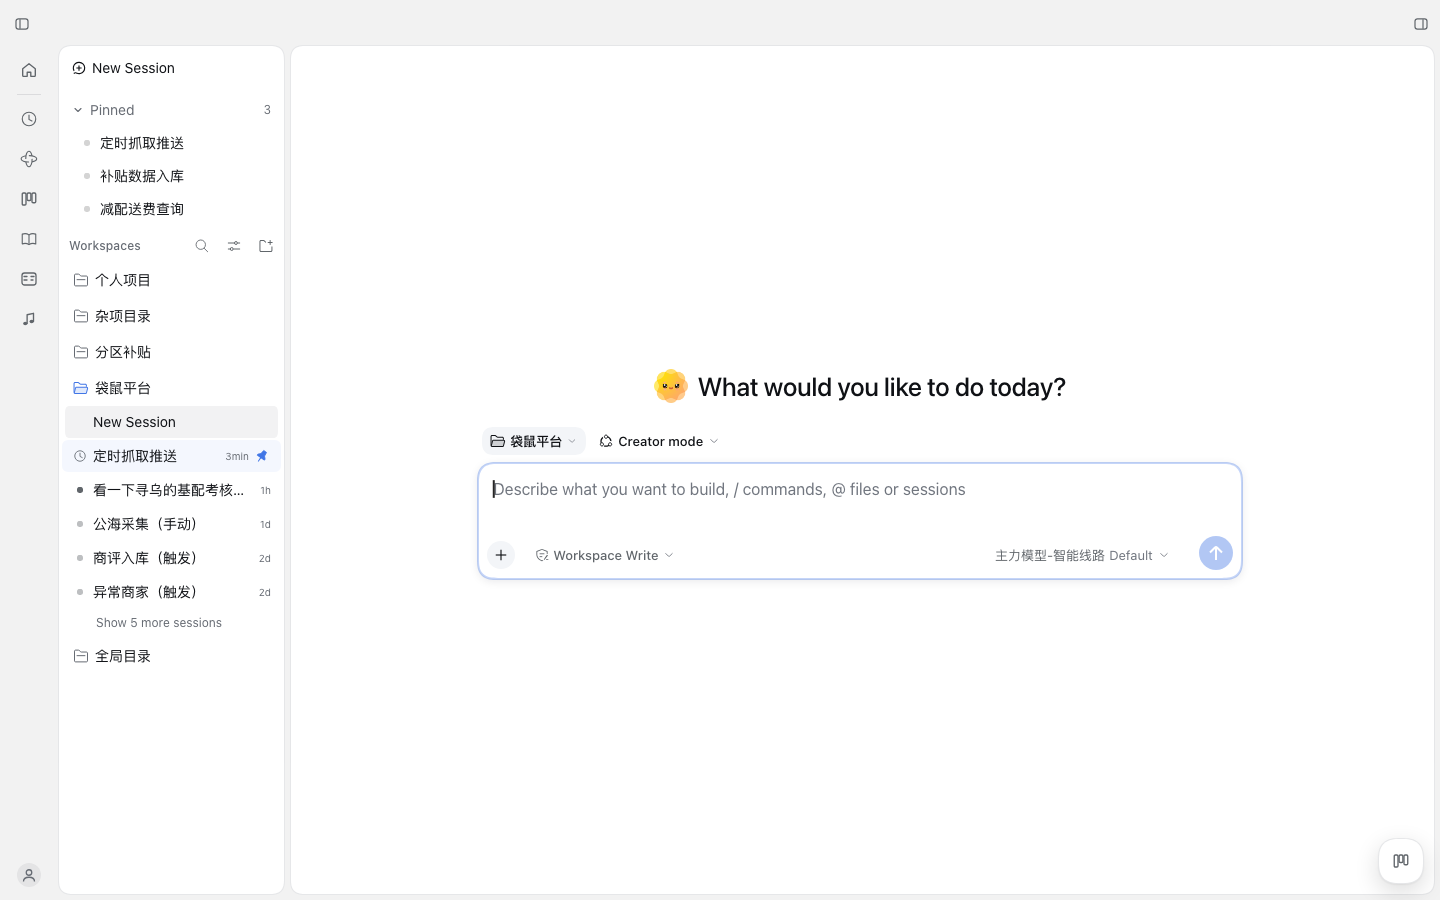 New Session
Pinned 3
定时抓取推送
补贴数据入库
减配送费查询
Workspaces
个人项目
杂项目录
分区补贴
袋鼠平台
New Session
定时抓取推送 3min
看一下寻乌的基配考核... 1h
公海采集（手动） 1d
商评入库（触发） 2d
异常商家（触发） 2d
Show 5 more sessions
全局目录
What would you like to do today?
袋鼠平台 Creator mode
Describe what you want to build, / commands, @ files or sessions
Workspace Write 主力模型-智能线路 Default